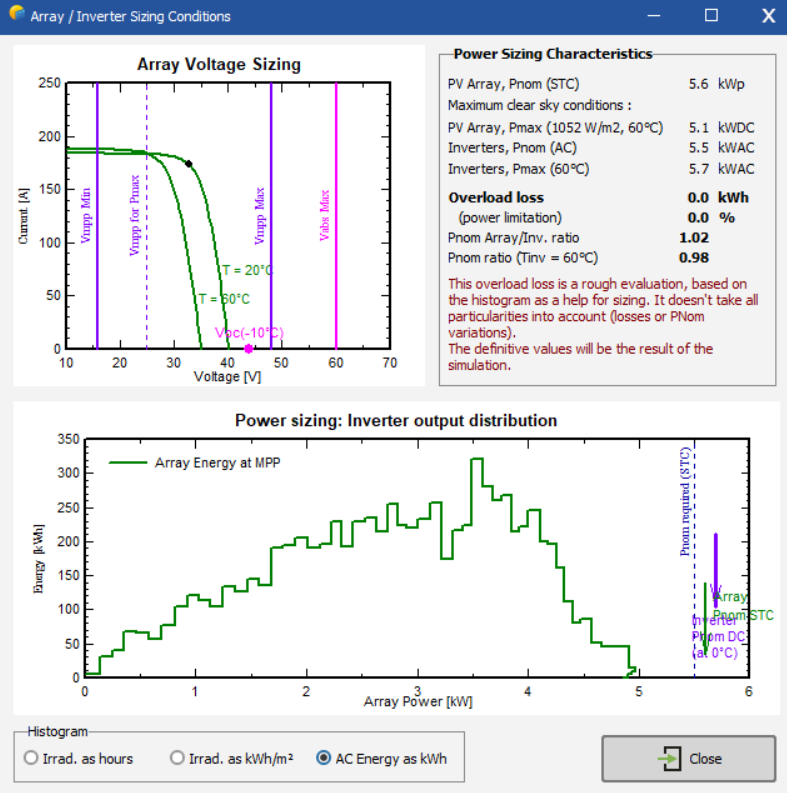 Array / Inverter Sizing Conditions
Array Voltage Sizing
250
200
150
100
50
0
Current [A]
Vmpp Min
Vmpp for Pmax
Vmpp Max
Vabs Max
T = 20°C
T = 60°C
Voc(-10°C)
10 20 30 40 50 60 70
Voltage [V]
Power Sizing Characteristics
PV Array, Pnom (STC) 5.6 kWp
Maximum clear sky conditions :
PV Array, Pmax (1052 W/m2, 60°C) 5.1 kWDC
Inverters, Pnom (AC) 5.5 kWAC
Inverters, Pmax (60°C) 5.7 kWAC
Overload loss 0.0 kWh
(power limitation) 0.0 %
Pnom Array/Inv. ratio 1.02
Pnom ratio (Tinv = 60°C) 0.98
This overload loss is a rough evaluation, based on
the histogram as a help for sizing. It doesn't take all
particularities into account (losses or PNom
variations).
The definitive values will be the result of the
simulation.
Power sizing: Inverter output distribution
350
300
250
200
150
100
50
0
Energy [kWh]
Array Energy at MPP
Pnom required (STC)
Array
Pnom STC
Inverter
Pnom DC
(at 0°C)
0 1 2 3 4 5 6
Array Power [kW]
Histogram
Irrad. as hours
Irrad. as kWh/m²
AC Energy as kWh
Close